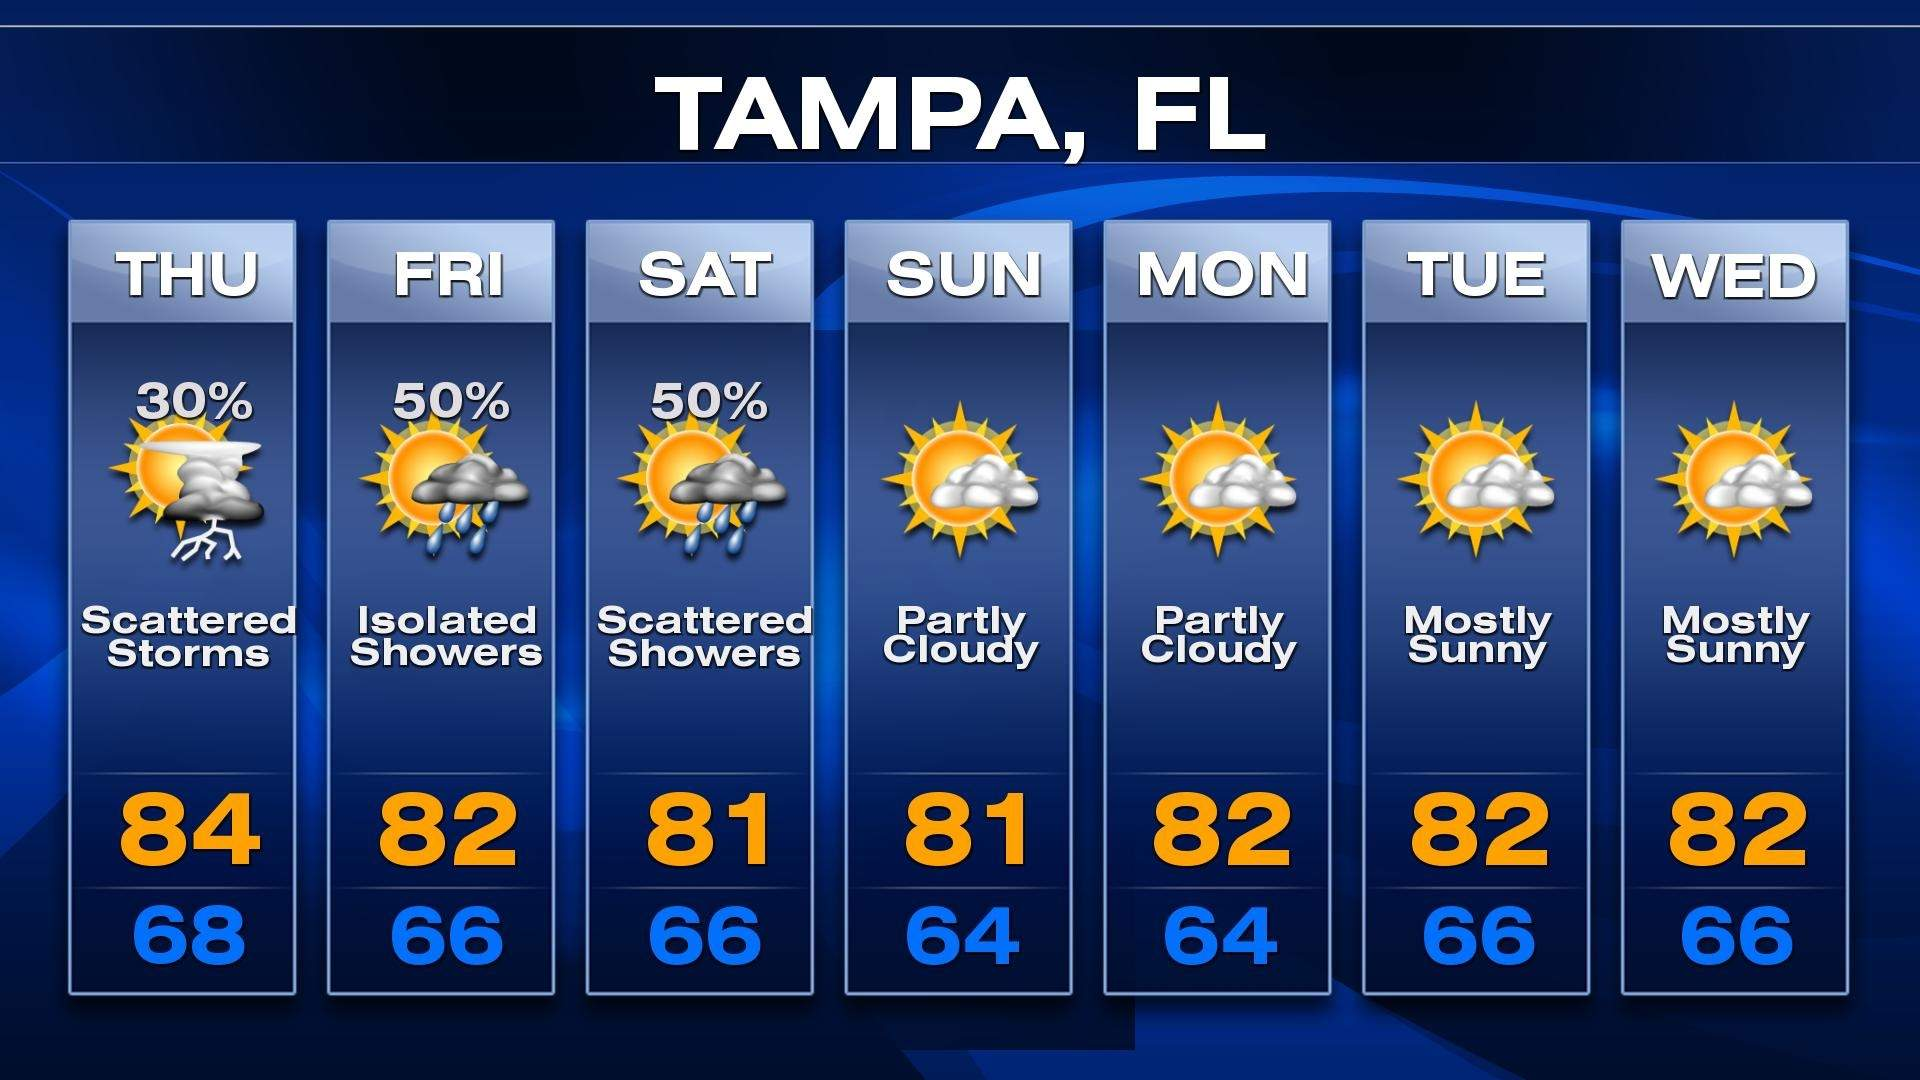 TAMPA, FL
THU FRI SAT SUN MON TUE WED
30% 50% 50%
Scattered Isolated Scattered Partly Partly Mostly Mostly
Storms Showers Showers Cloudy Cloudy Sunny Sunny
84 82 81 81 82 82 82
68 66 66 64 64 66 66